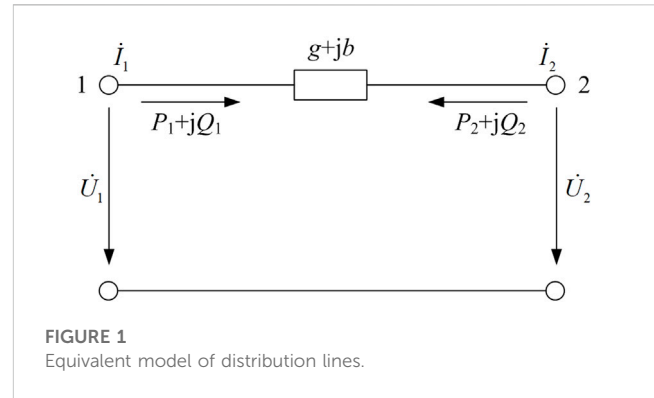 İ₁ g+jb İ₂
1 2
P₁+jQ₁ P₂+jQ₂
U̇₁ U̇₂
FIGURE 1
Equivalent model of distribution lines.